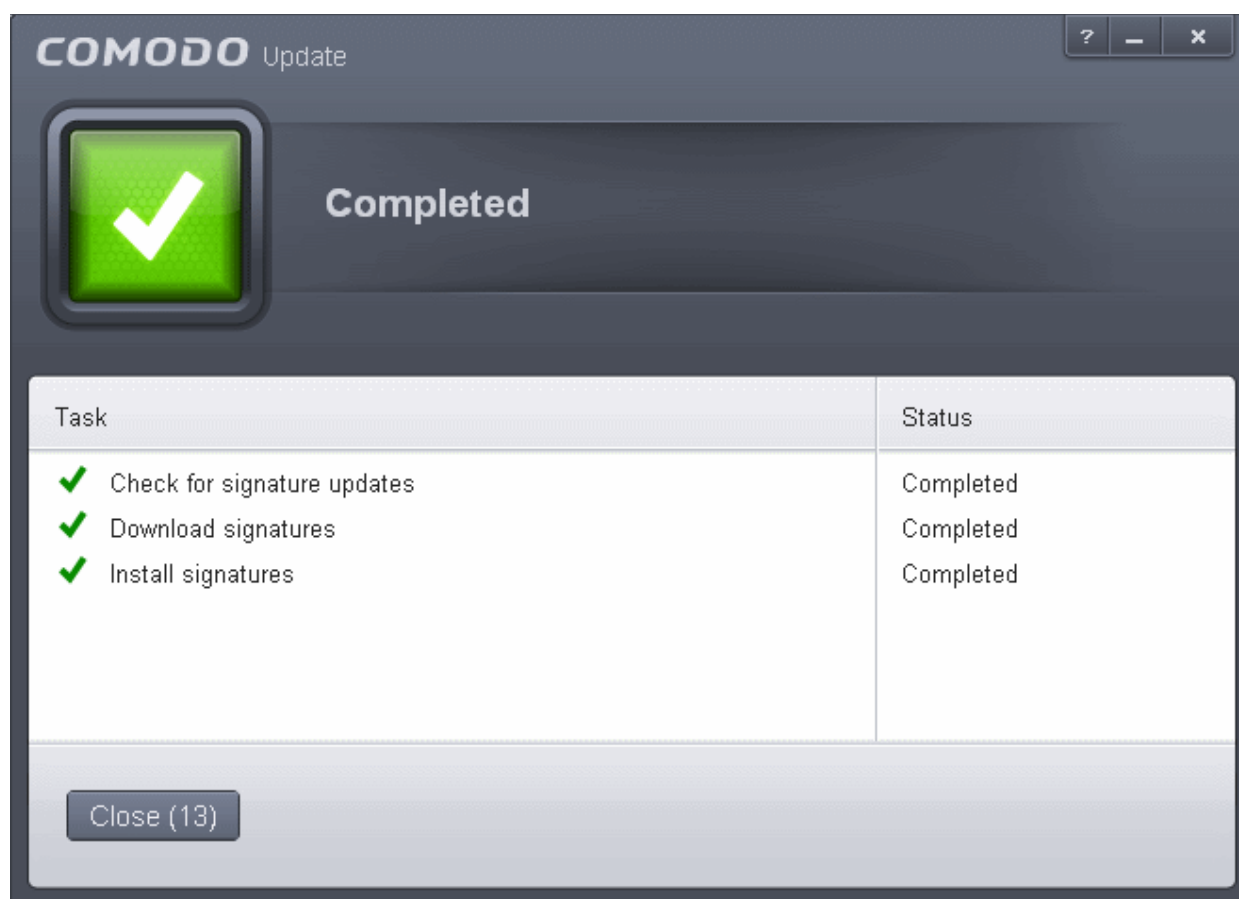 COMODO Update
?
Completed
Task Status
Check for signature updates Completed
Download signatures Completed
Install signatures Completed
Close (13)